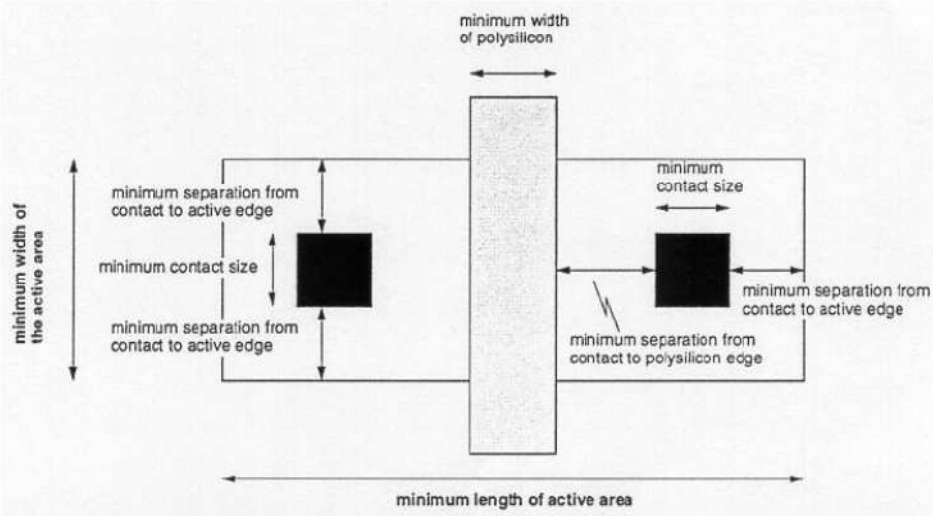 minimum width
of polysilicon
minimum
contact size
minimum separation from
contact to active edge
minimum contact size
minimum separation from
contact to active edge
minimum width of
the active area
minimum separation from
contact to active edge
minimum separation from
contact to polysilicon edge
minimum length of active area